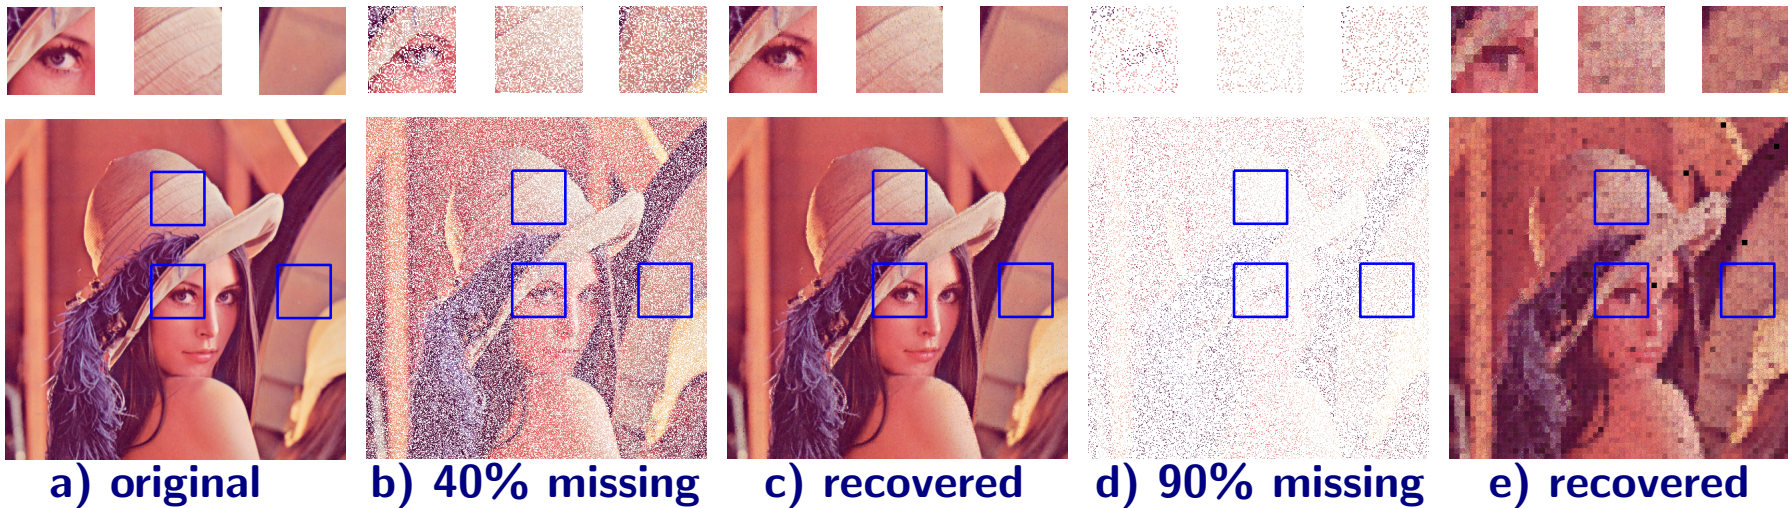 a) original
b) 40% missing
c) recovered
d) 90% missing
e) recovered